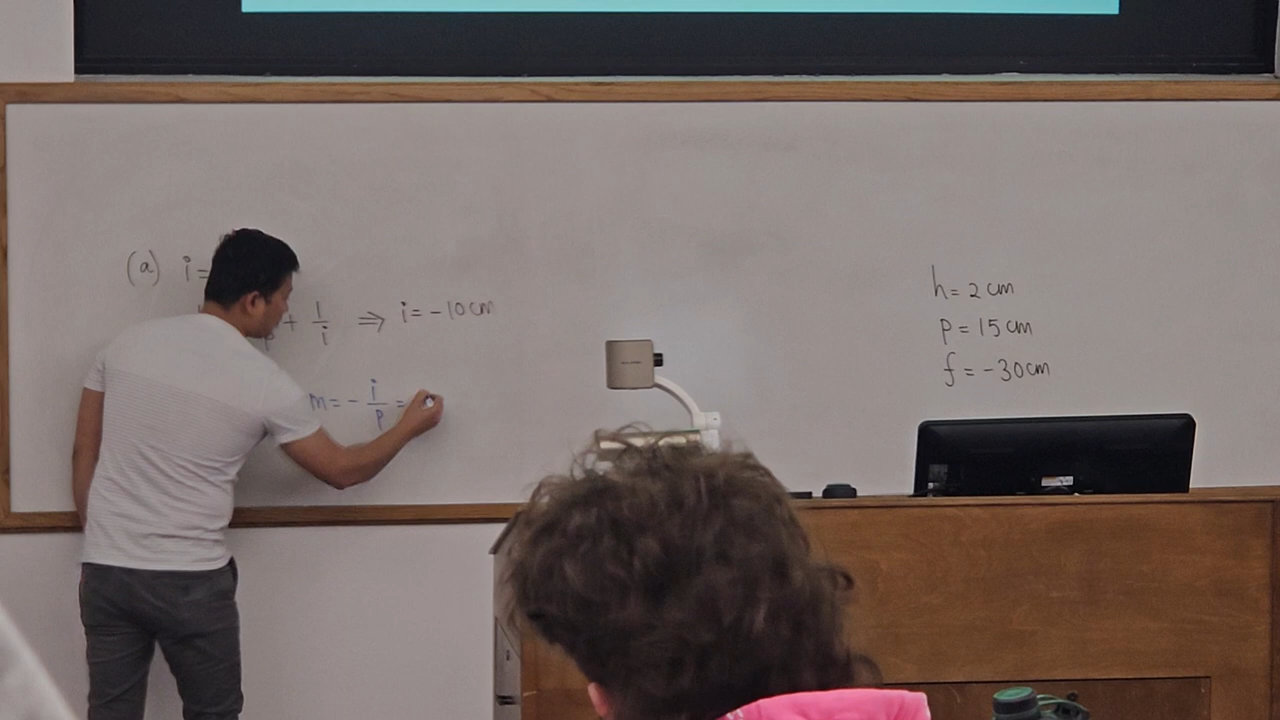 (a) i =
+ 1/i ⇒ i = -10 cm
m = - i/p =
h = 2 cm
p = 15 cm
f = -30 cm